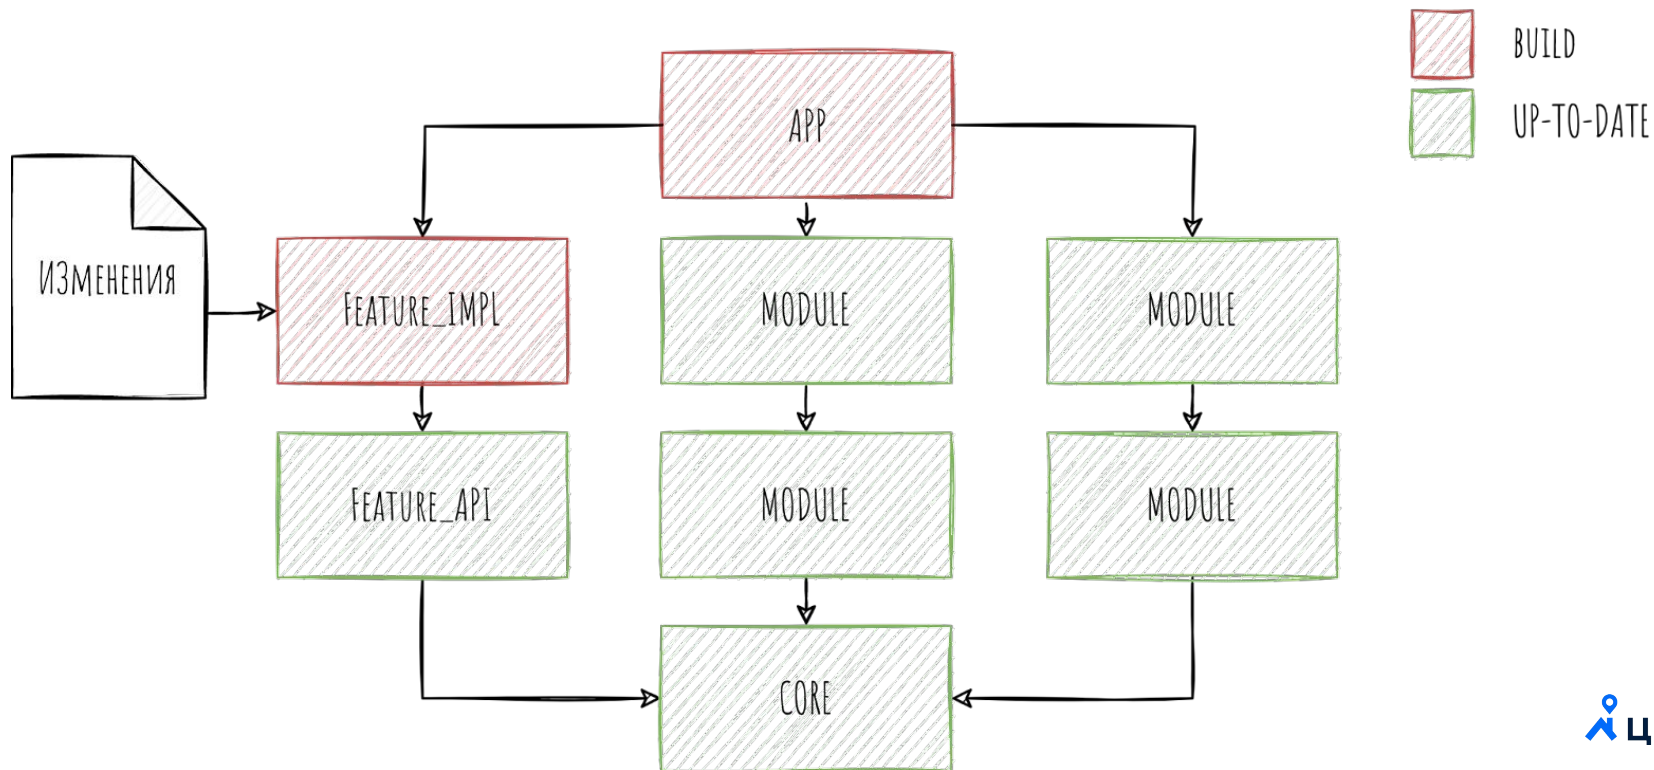 BUILD
UP-TO-DATE
APP
ИЗМЕНЕНИЯ
FEATURE_IMPL
MODULE
MODULE
FEATURE_API
MODULE
MODULE
CORE
Ц